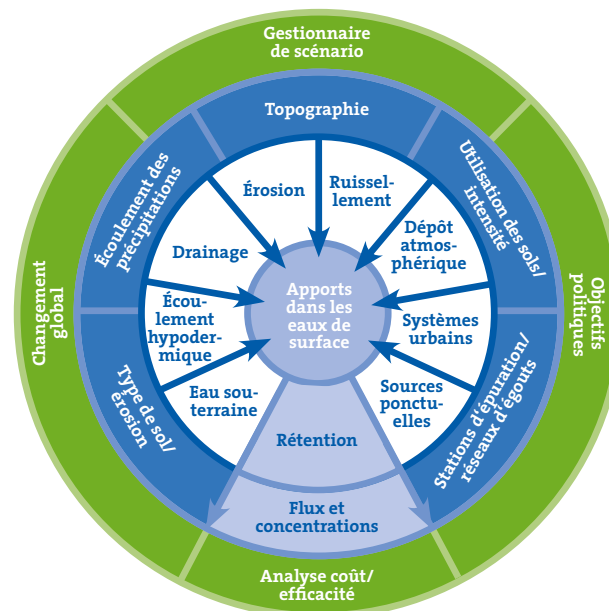 Gestionnaire
de scénario
Topographie
Écoulement des
précipitations
Utilisation des sols/
intensité
Érosion
Ruissel-
lement
Drainage
Dépôt
atmos-
phérique
Changement
global
Objectifs
politiques
Apports
dans les
eaux de
surface
Écou-
lement
hypoder-
mique
Systèmes
urbains
Eau sou-
terraine
Sources
ponctu-
elles
Type de sol/
érosion
Stations d'épuration/
réseaux d'égouts
Rétention
Flux et
concentrations
Analyse coût/
efficacité